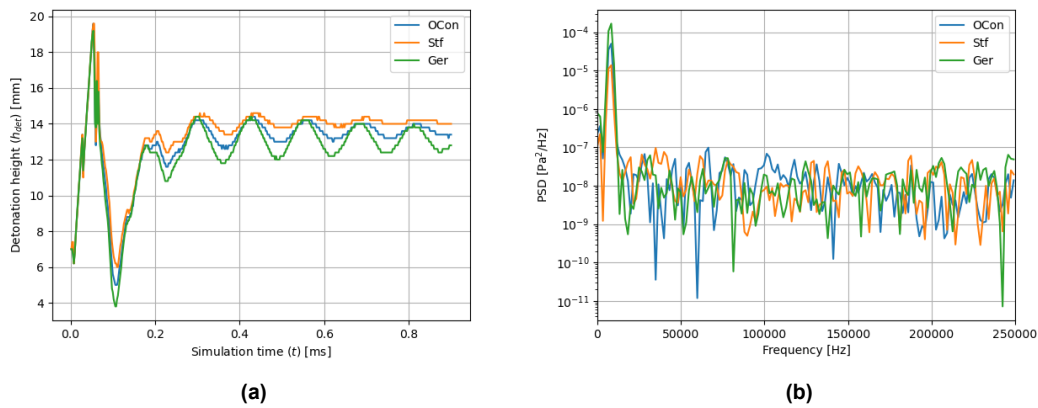 20
18
16
14
12
10
8
6
4
Detonation height (h_det) [mm]
0.0
0.2
0.4
0.6
0.8
Simulation time (t) [ms]
OCon
Stf
Ger
(a)
10⁻⁴
10⁻⁵
10⁻⁶
10⁻⁷
10⁻⁸
10⁻⁹
10⁻¹⁰
10⁻¹¹
PSD [Pa²/Hz]
0
50000
100000
150000
200000
250000
Frequency [Hz]
OCon
Stf
Ger
(b)